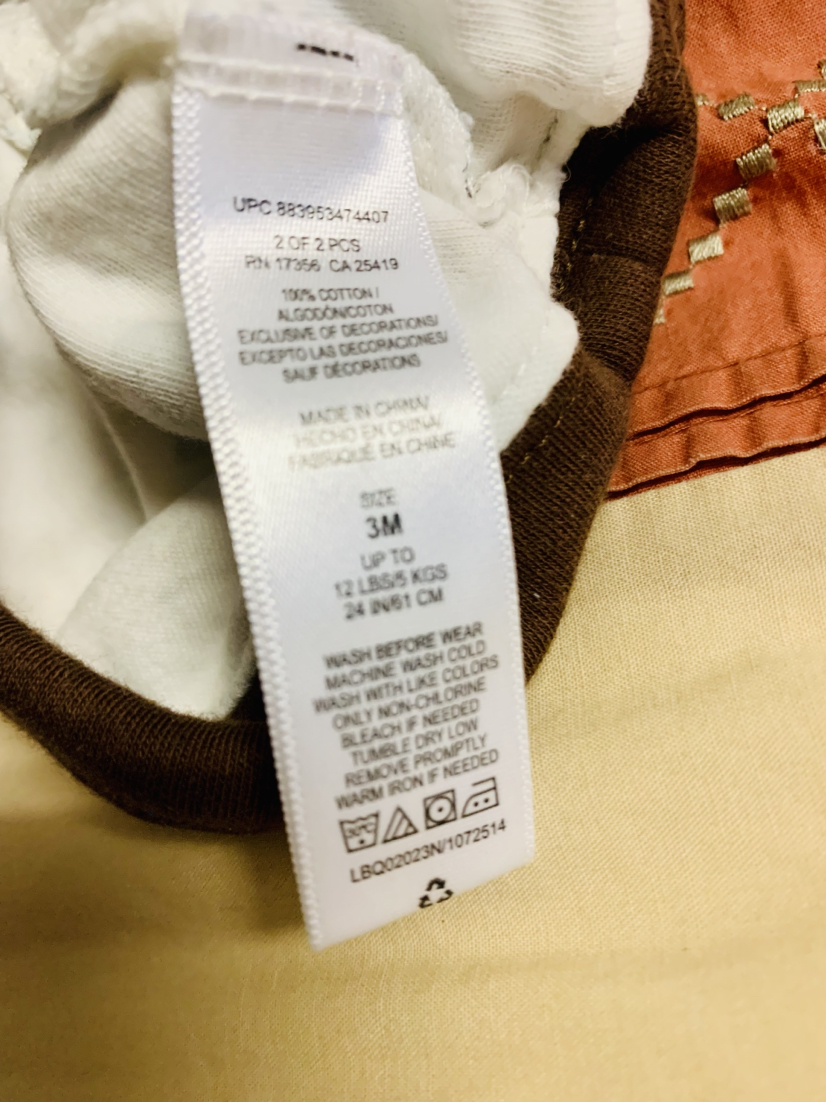 UPC 883953474407
2 OF 2 PCS
RN 17356 CA 25419
100% COTTON /
ALGODÓN/COTON
EXCLUSIVE OF DECORATIONS/
EXCEPTO LAS DECORACIONES/
SAUF DÉCORATIONS
MADE IN CHINA/
HECHO EN CHINA/
FABRIQUÉ EN CHINE
SIZE
3M
UP TO
12 LBS/5 KGS
24 IN/61 CM
WASH BEFORE WEAR
MACHINE WASH COLD
WASH WITH LIKE COLORS
ONLY NON-CHLORINE
BLEACH IF NEEDED
TUMBLE DRY LOW
REMOVE PROMPTLY
WARM IRON IF NEEDED
30°C
LBQ02023N/1072514